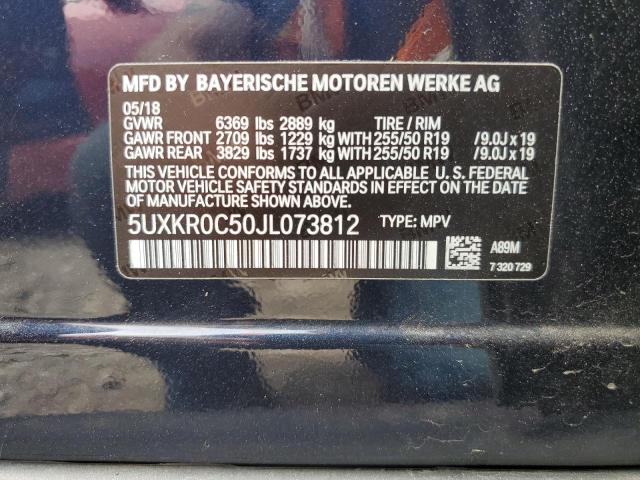 MFD BY BAYERISCHE MOTOREN WERKE AG
05/18
GVWR 6369 lbs 2889 kg TIRE / RIM
GAWR FRONT 2709 lbs 1229 kg WITH 255/50 R19 /9.0J x 19
GAWR REAR 3829 lbs 1737 kg WITH 255/50 R19 /9.0J x 19
THIS VEHICLE CONFORMS TO ALL APPLICABLE U. S. FEDERAL
MOTOR VEHICLE SAFETY STANDARDS IN EFFECT ON THE DATE OF
MANUFACTURE SHOWN ABOVE.
5UXKR0C50JL073812 TYPE: MPV
A89M
7 320 729